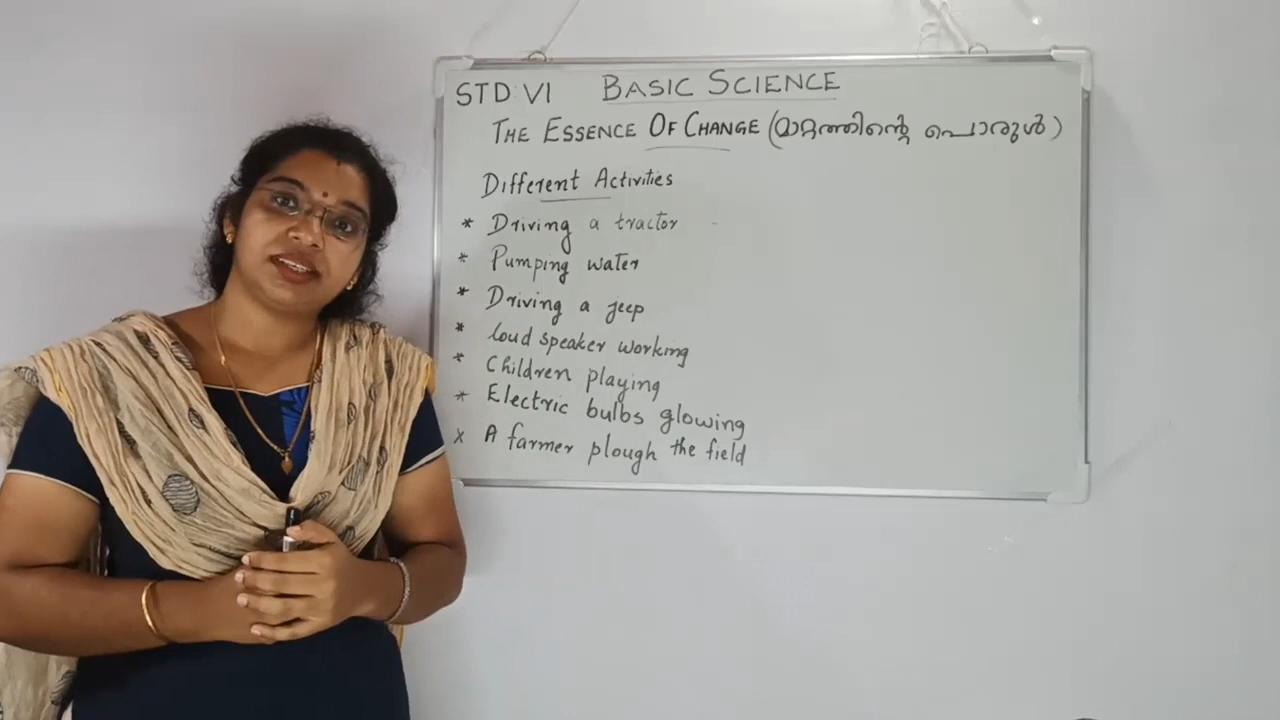 STD: VI BASIC SCIENCE
THE ESSENCE OF CHANGE (മാറ്റത്തിന്റെ പൊരുൾ)
Different Activities
* Driving a tractor
* Pumping water
* Driving a jeep
* loud speaker working
* Children playing
* Electric bulbs glowing
x A farmer plough the field